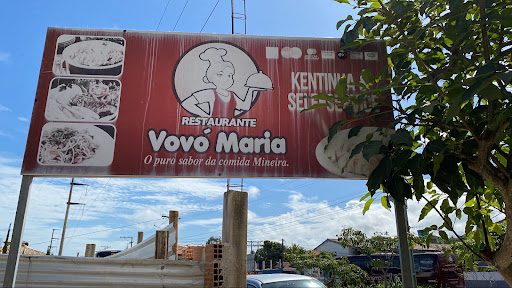 RESTAURANTE
Vovó Maria
O puro sabor da comida Mineira.
KENTINHA
SELF SERVICE